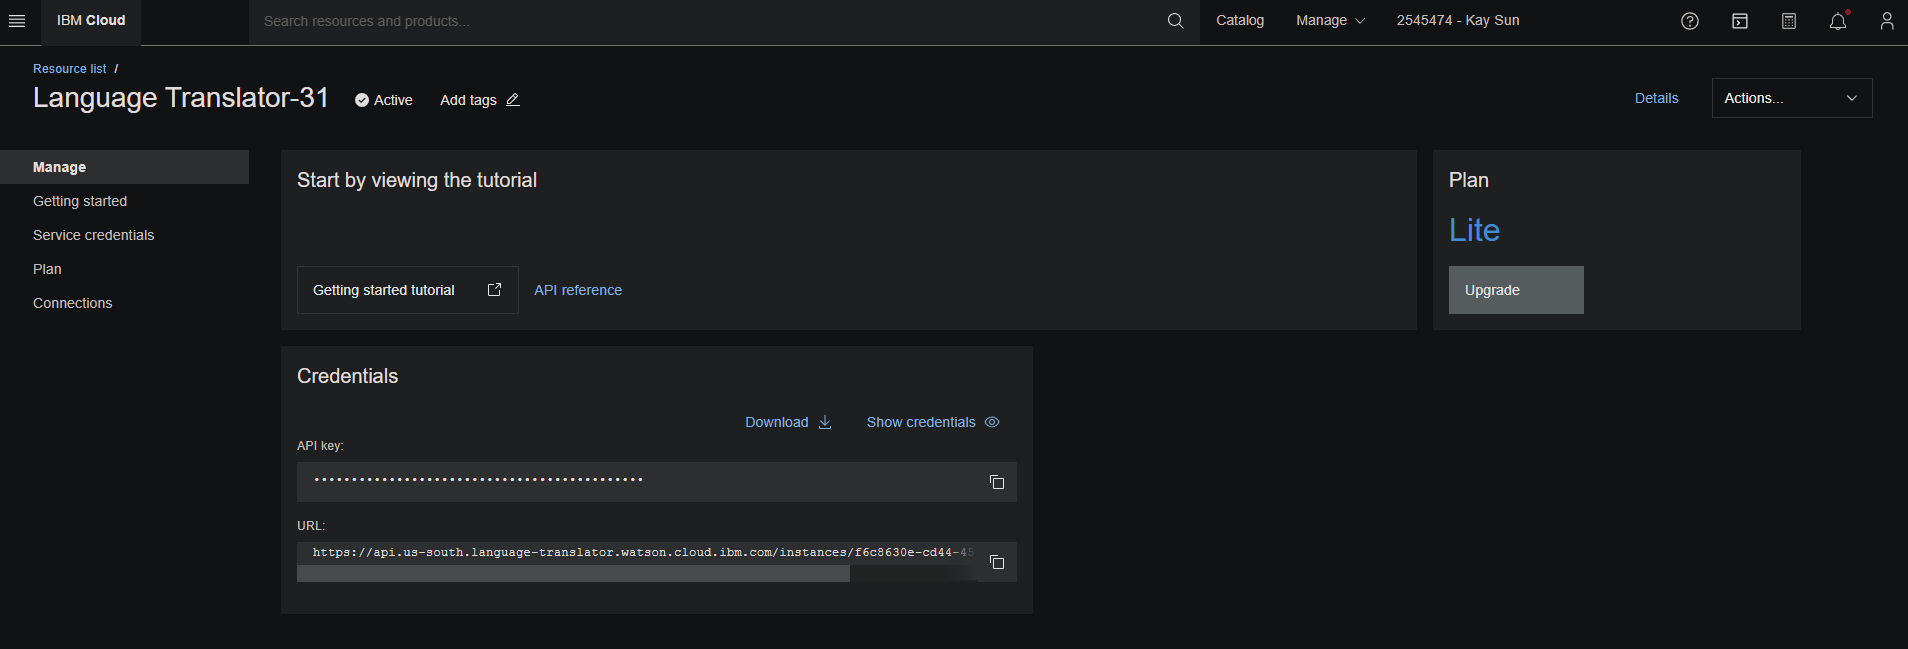 IBM Cloud
Search resources and products...
Catalog
Manage
2545474 - Kay Sun
Resource list /
Language Translator-31
Active
Add tags
Details
Actions...
Manage
Getting started
Service credentials
Plan
Connections
Start by viewing the tutorial
Getting started tutorial
API reference
Plan
Lite
Upgrade
Credentials
Download
Show credentials
API key:
••••••••••••••••••••••••••••••••••••••••••••
URL:
https://api.us-south.language-translator.watson.cloud.ibm.com/instances/f6c8630e-cd44-45